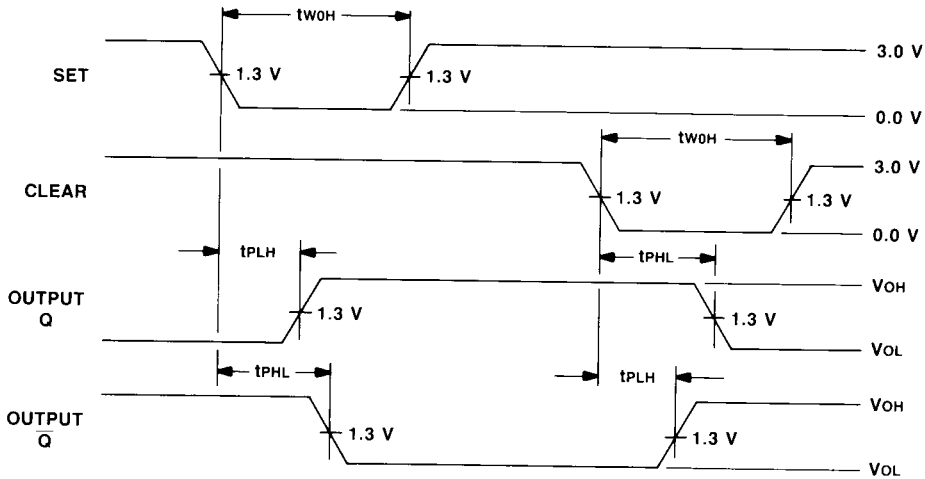 tW0H
3.0 V
SET
1.3 V
1.3 V
0.0 V
tW0H
3.0 V
CLEAR
1.3 V
1.3 V
0.0 V
tPLH
tPHL
OUTPUT
Q
VOH
1.3 V
1.3 V
VOL
tPHL
tPLH
OUTPUT
Q̅
VOH
1.3 V
1.3 V
VOL